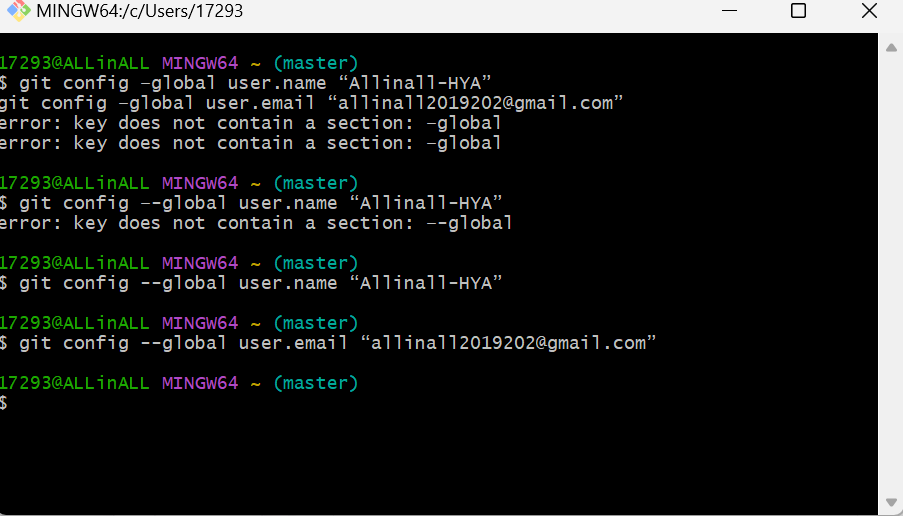 MINGW64:/c/Users/17293
17293@ALLinALL MINGW64 ~ (master)
$ git config –global user.name “Allinall-HYA”
git config –global user.email “allinall2019202@gmail.com”
error: key does not contain a section: –global
error: key does not contain a section: –global
17293@ALLinALL MINGW64 ~ (master)
$ git config –-global user.name “Allinall-HYA”
error: key does not contain a section: –-global
17293@ALLinALL MINGW64 ~ (master)
$ git config --global user.name “Allinall-HYA”
17293@ALLinALL MINGW64 ~ (master)
$ git config --global user.email “allinall2019202@gmail.com”
17293@ALLinALL MINGW64 ~ (master)
$